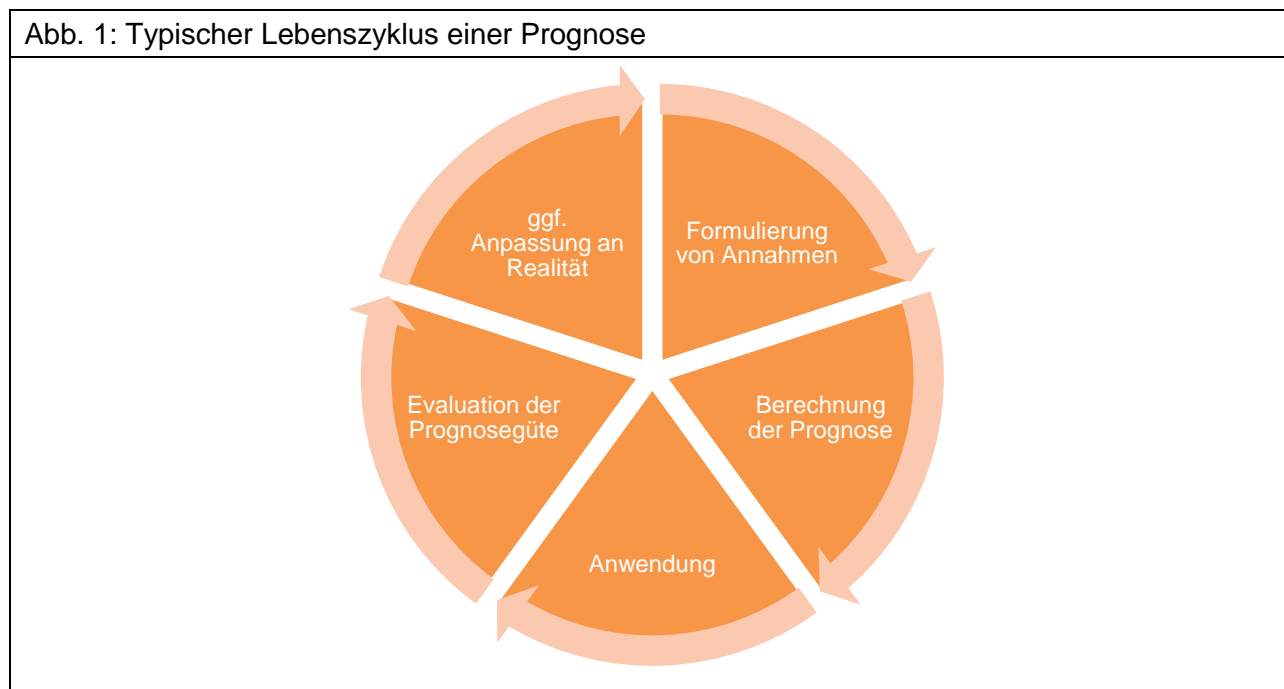 Abb. 1: Typischer Lebenszyklus einer Prognose
Formulierung
von Annahmen
Berechnung
der Prognose
Anwendung
Evaluation der
Prognosegüte
ggf.
Anpassung an
Realität